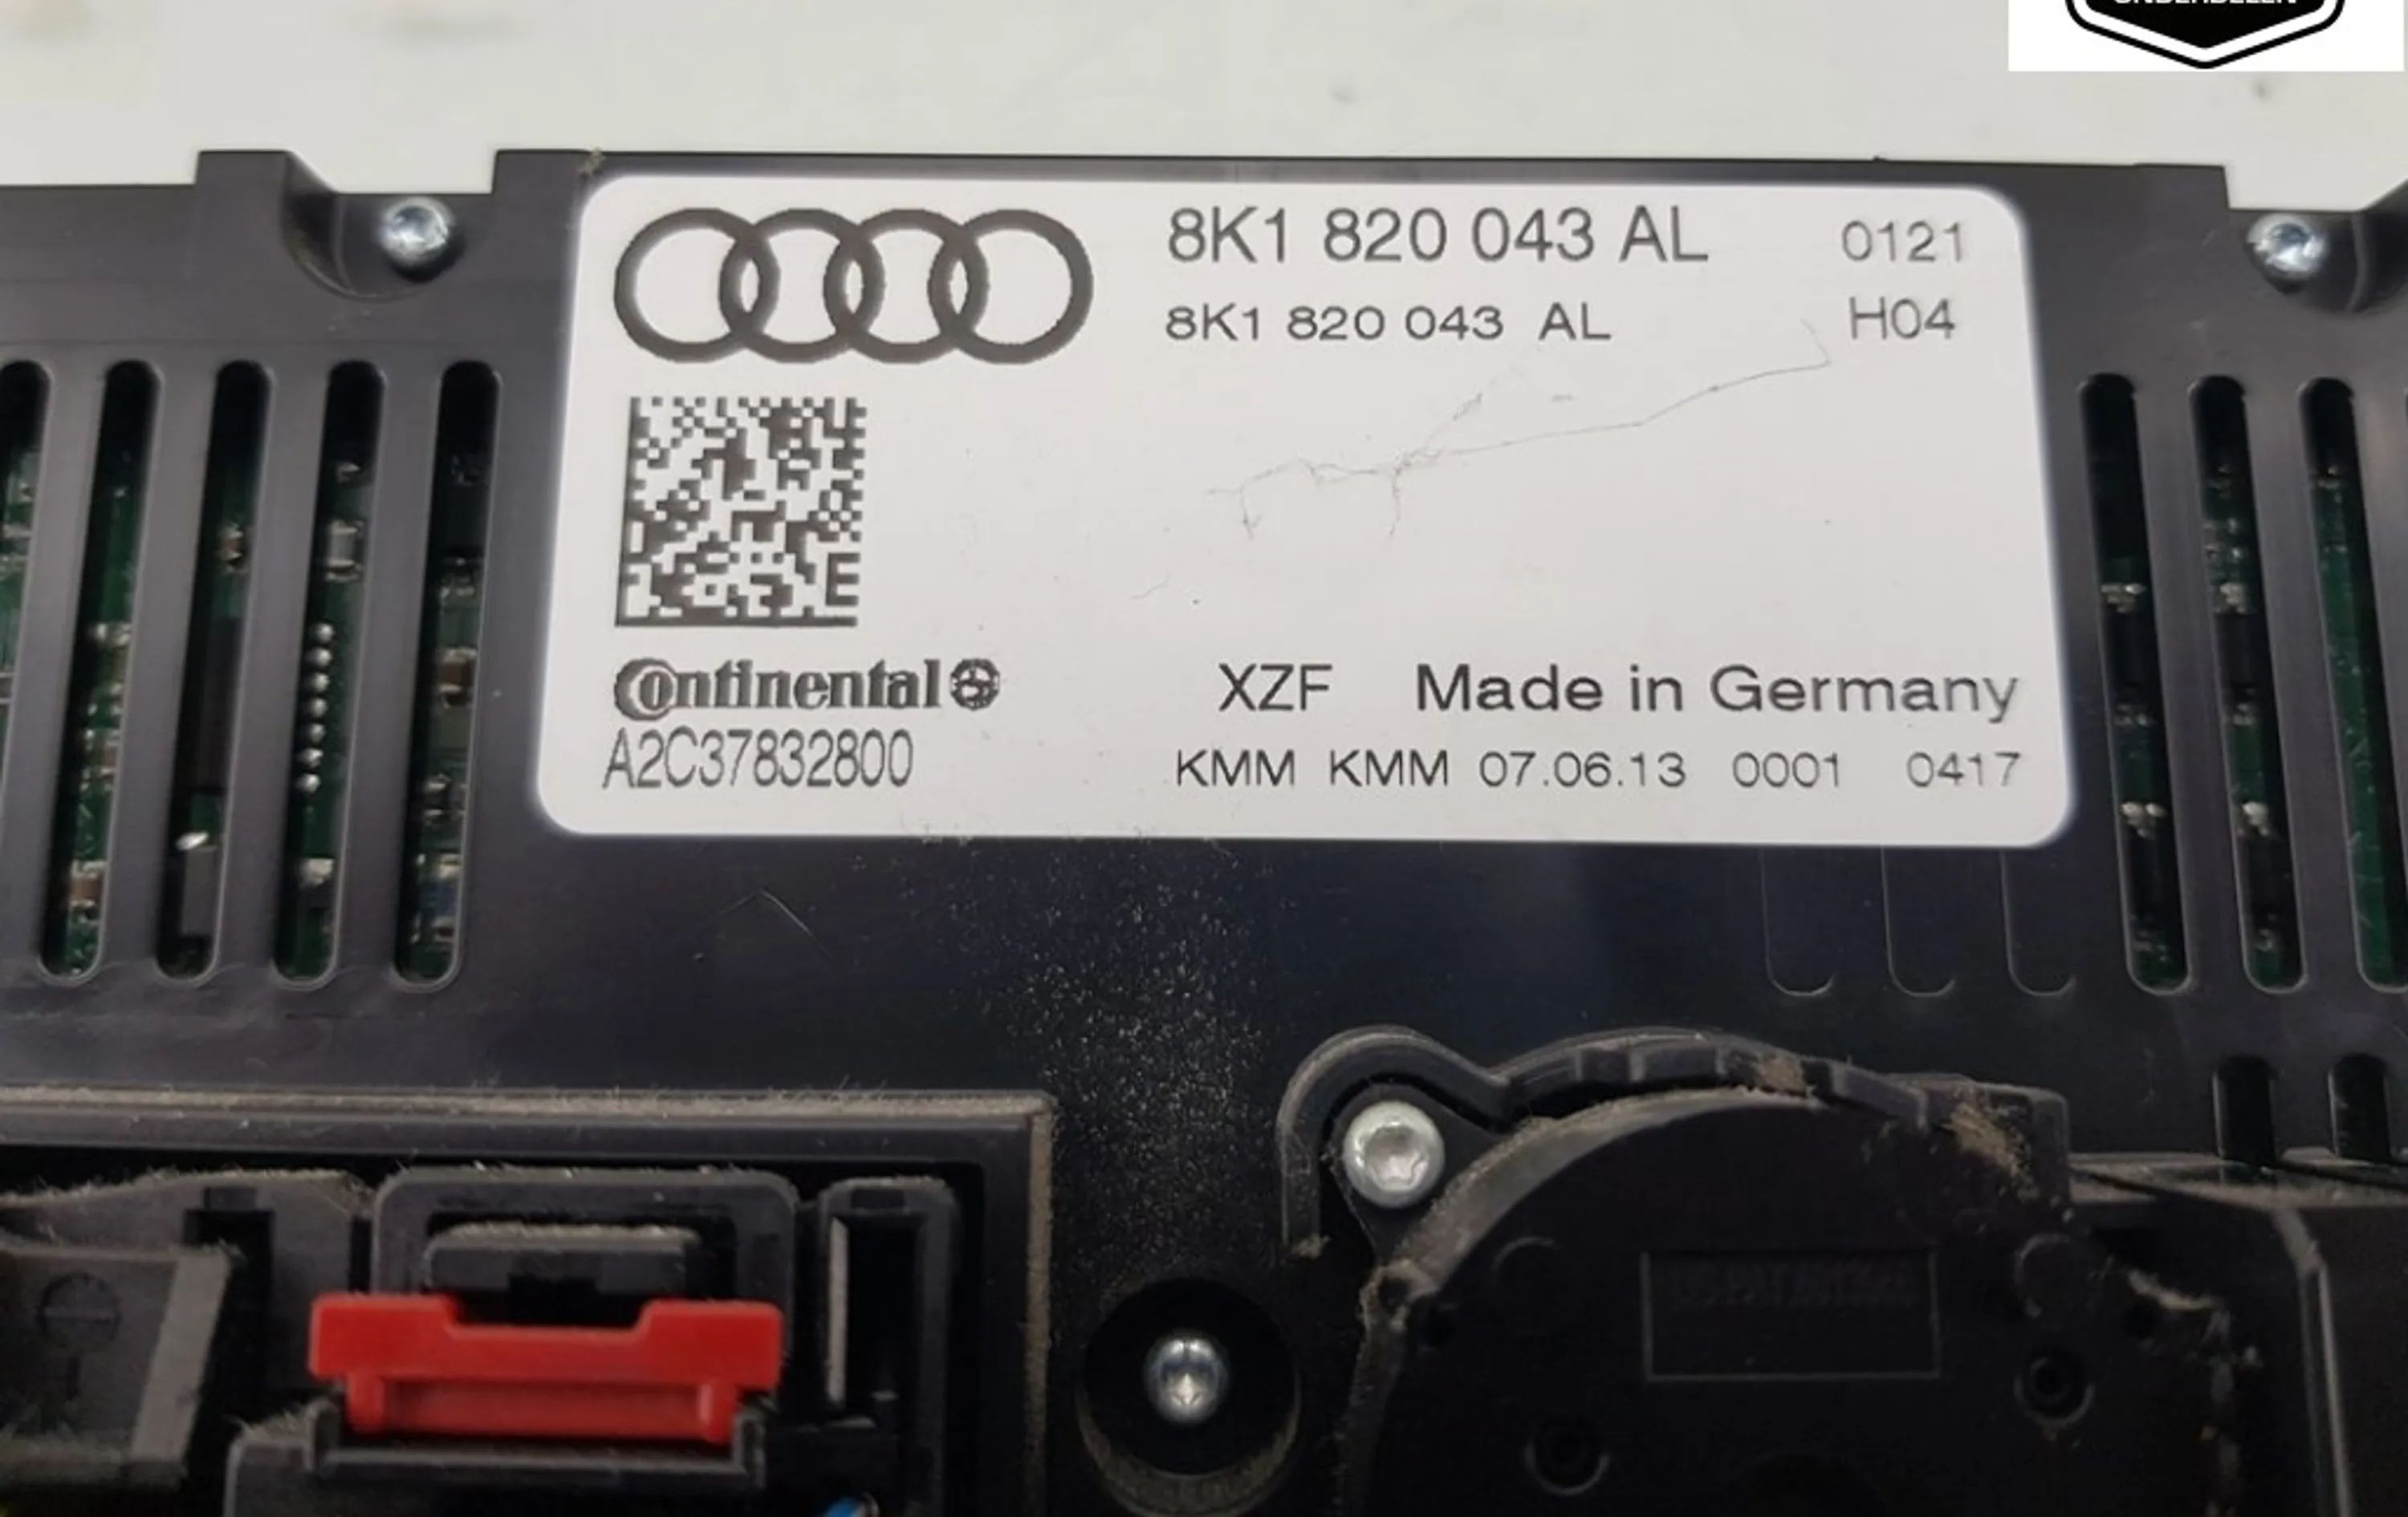 8K1 820 043 AL 0121
8K1 820 043 AL H04
Continental
XZF Made in Germany
A2C37832800
KMM KMM 07.06.13 0001 0417